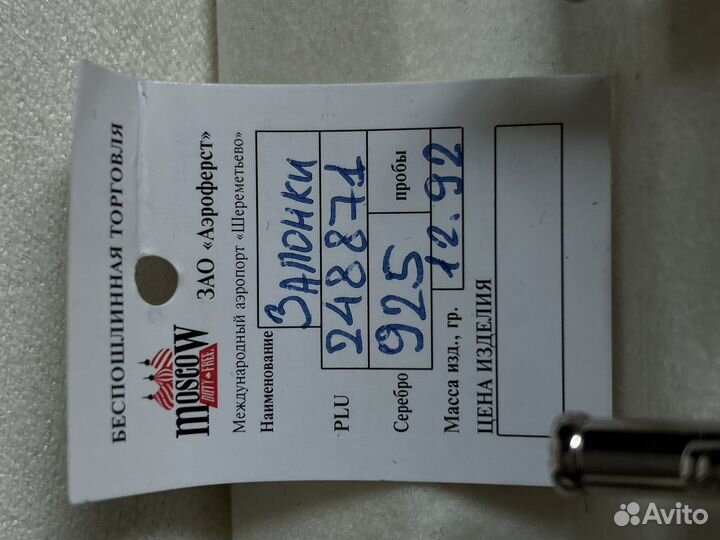 БЕСПОШЛИННАЯ ТОРГОВЛЯ
MOSCOW
DUTY FREE
ЗАО «Аэроферст»
Международный аэропорт «Шереметьево»
Наименование Запонки
PLU 248871
Серебро 925 пробы
Масса изд., гр. 12.92
ЦЕНА ИЗДЕЛИЯ
Avito